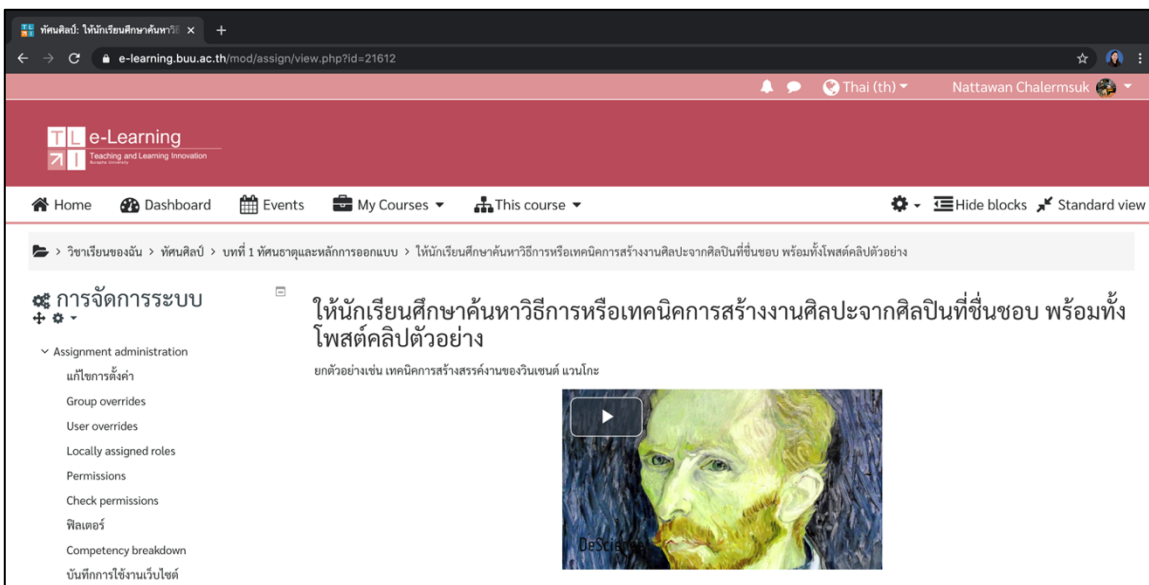 ทัศนศิลป์: ให้นักเรียนศึกษาค้นหาวิธี
e-learning.buu.ac.th/mod/assign/view.php?id=21612
Thai (th)
Nattawan Chalermsuk
TL e-Learning
Teaching and Learning Innovation
Burapha University
Home
Dashboard
Events
My Courses
This course
Hide blocks
Standard view
> วิชาเรียนของฉัน > ทัศนศิลป์ > บทที่ 1 ทัศนธาตุและหลักการออกแบบ > ให้นักเรียนศึกษาค้นหาวิธีการหรือเทคนิคการสร้างงานศิลปะจากศิลปินที่ชื่นชอบ พร้อมทั้งโพสต์คลิปตัวอย่าง
การจัดการระบบ
Assignment administration
แก้ไขการตั้งค่า
Group overrides
User overrides
Locally assigned roles
Permissions
Check permissions
ฟิลเตอร์
Competency breakdown
บันทึกการใช้งานเว็บไซต์
ให้นักเรียนศึกษาค้นหาวิธีการหรือเทคนิคการสร้างงานศิลปะจากศิลปินที่ชื่นชอบ พร้อมทั้ง
โพสต์คลิปตัวอย่าง
ยกตัวอย่างเช่น เทคนิคการสร้างสรรค์งานของวินเซนต์ แวนโกะ